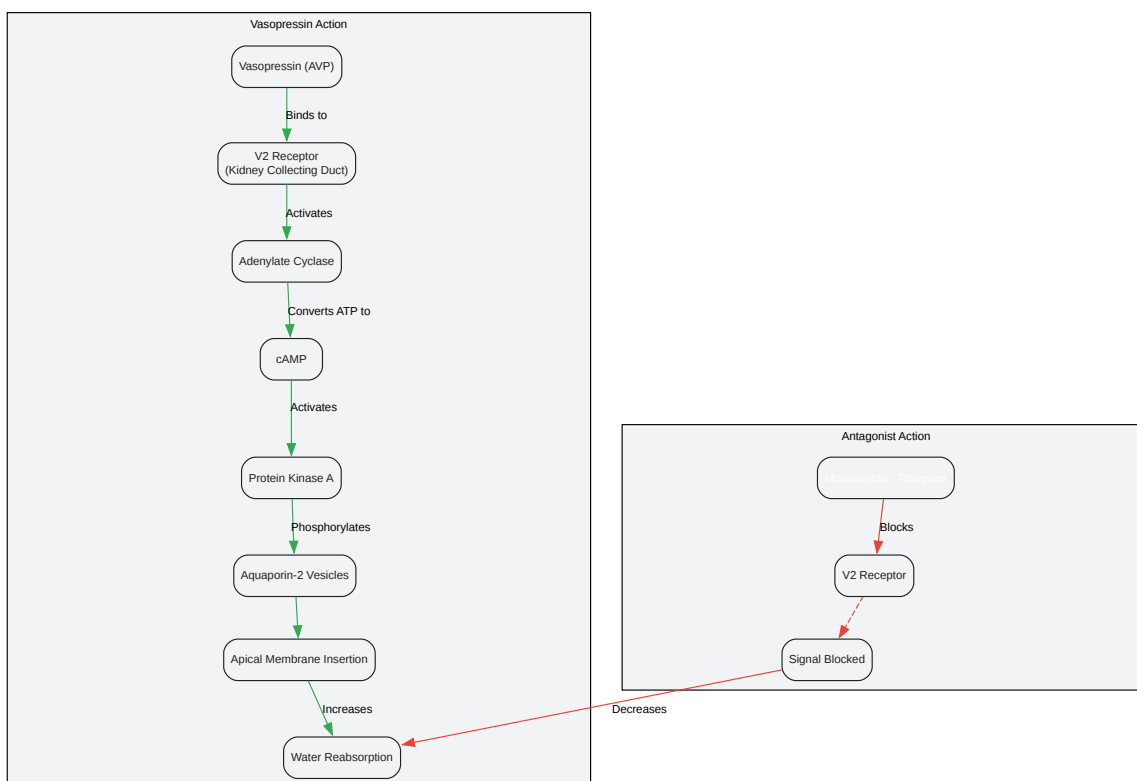 Vasopressin Action
Vasopressin (AVP)
Binds to
V2 Receptor
(Kidney Collecting Duct)
Activates
Adenylate Cyclase
Converts ATP to
cAMP
Activates
Protein Kinase A
Phosphorylates
Aquaporin-2 Vesicles
Apical Membrane Insertion
Increases
Water Reabsorption
Antagonist Action
Mozavaptan / Tolvaptan
Blocks
V2 Receptor
Signal Blocked
Decreases